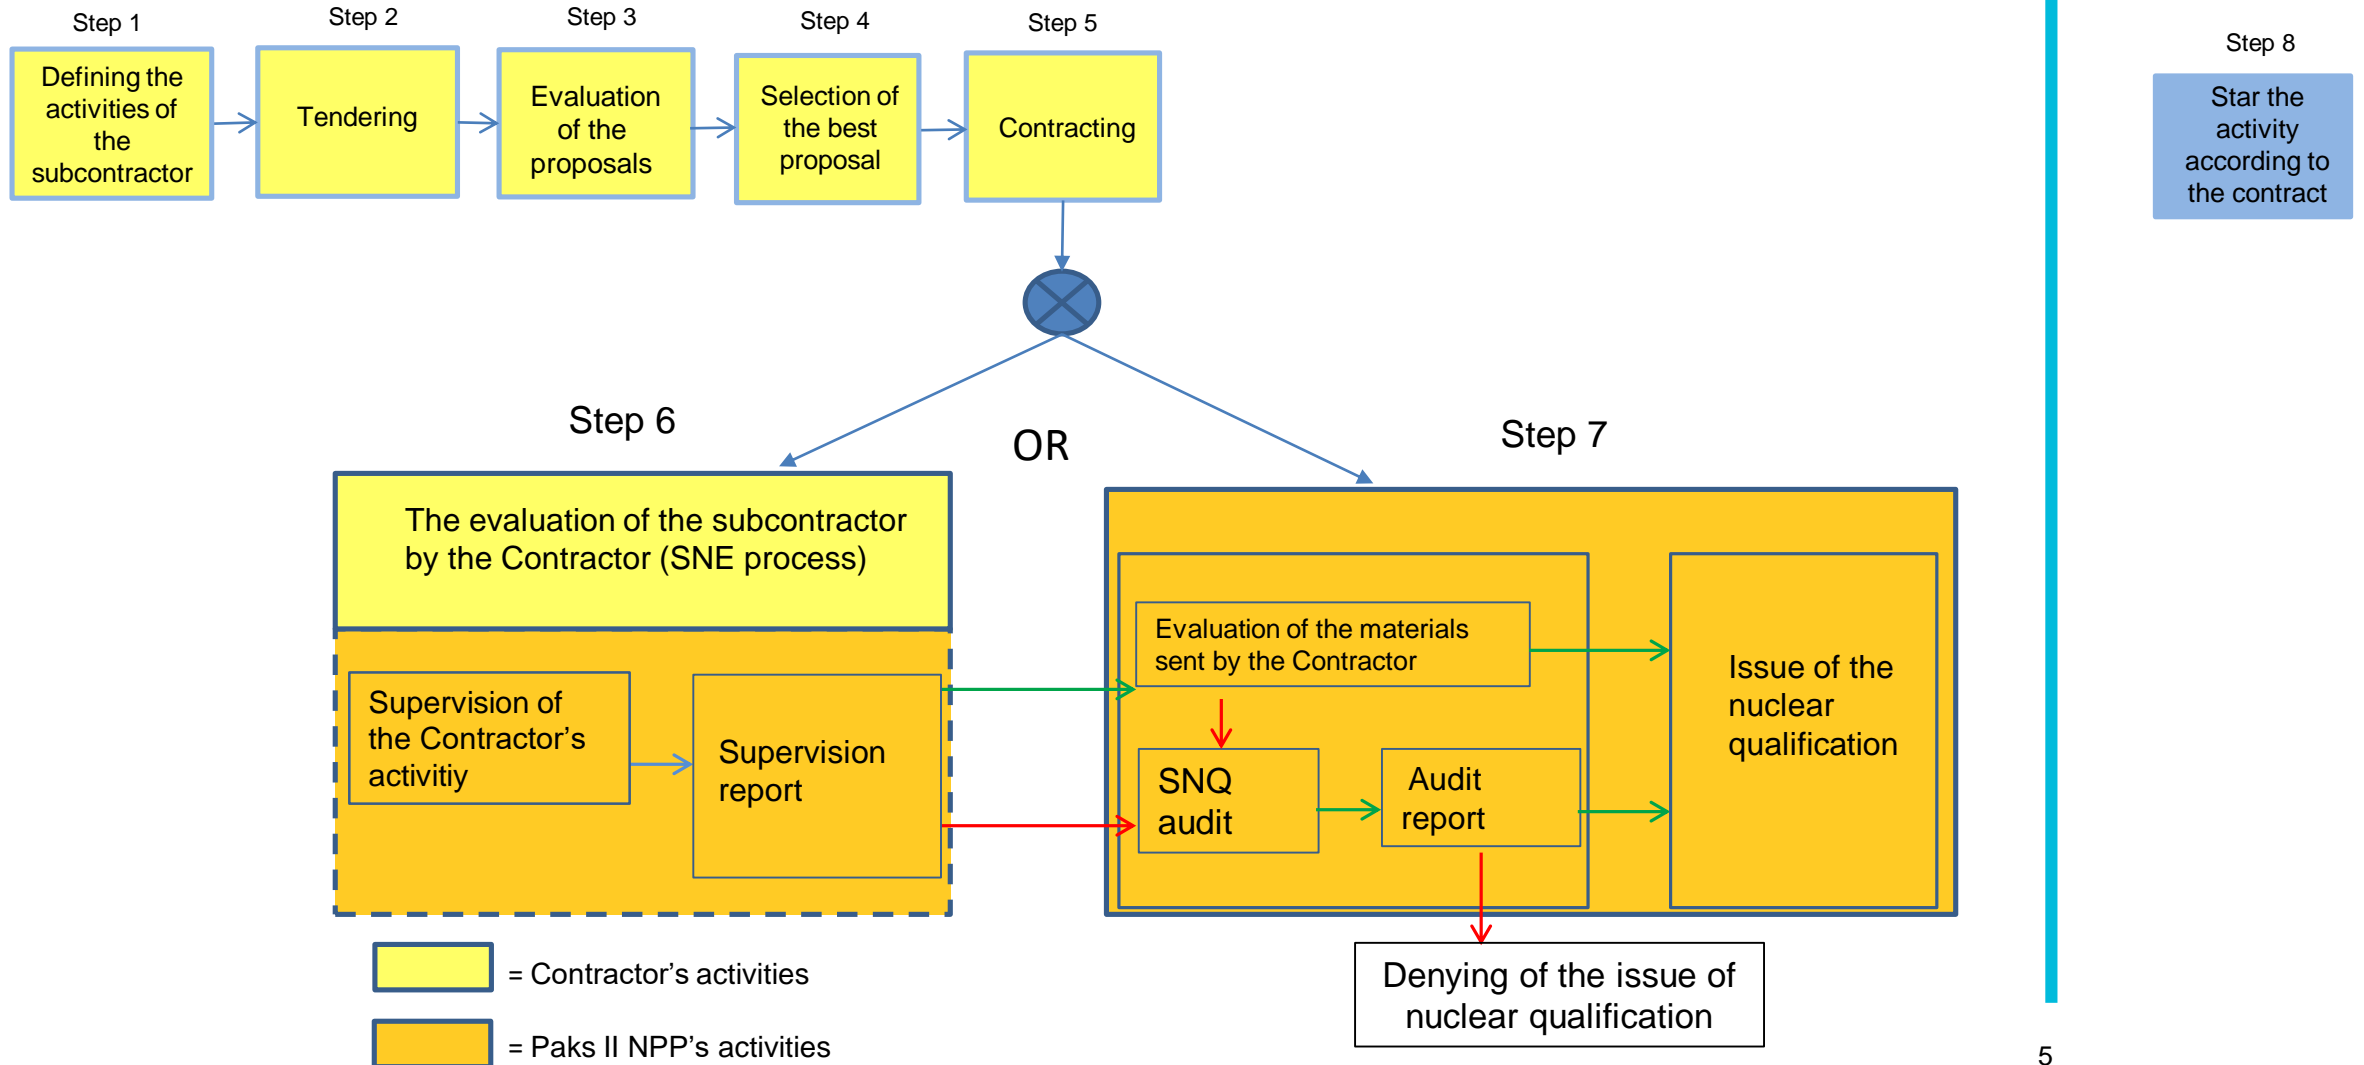 Step 1
Step 2
Step 3
Step 4
Step 5
Step 8
Defining the
activities of
the
subcontractor
Tendering
Evaluation
of the
proposals
Selection of
the best
proposal
Contracting
Star the
activity
according to
the contract
Step 6
OR
Step 7
The evaluation of the subcontractor
by the Contractor (SNE process)
Supervision of
the Contractor’s
activitiy
Supervision
report
Evaluation of the materials
sent by the Contractor
SNQ
audit
Audit
report
Issue of the
nuclear
qualification
Denying of the issue of
nuclear qualification
= Contractor’s activities
= Paks II NPP’s activities
5